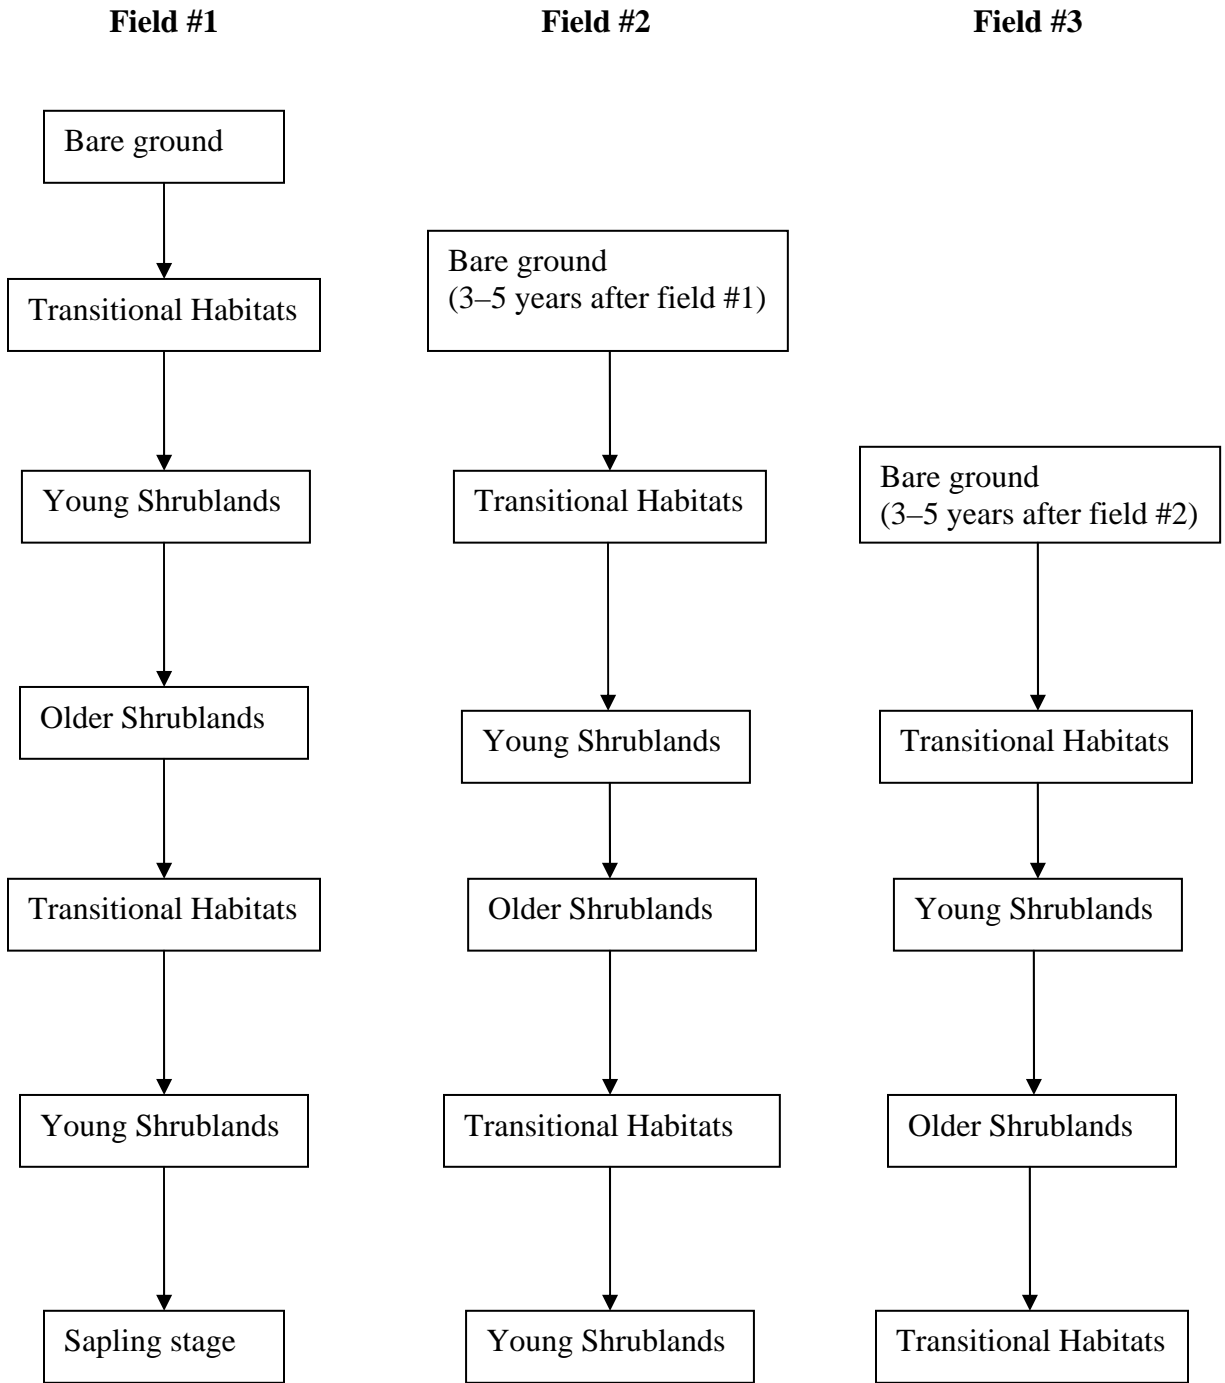 Field #1
Field #2
Field #3
Bare ground
Bare ground
(3–5 years after field #1)
Transitional Habitats
Bare ground
(3–5 years after field #2)
Young Shrublands
Transitional Habitats
Older Shrublands
Young Shrublands
Transitional Habitats
Transitional Habitats
Older Shrublands
Young Shrublands
Young Shrublands
Transitional Habitats
Older Shrublands
Sapling stage
Young Shrublands
Transitional Habitats